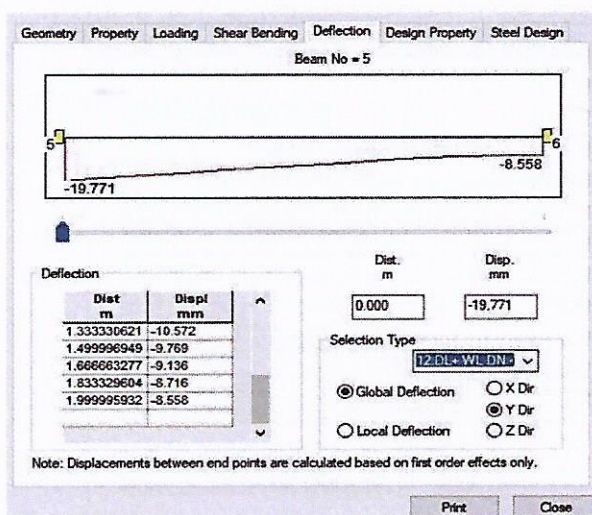 Geometry Property Loading Shear Bending Deflection Design Property Steel Design
Beam No = 5
5
6
-19.771
-8.558
Deflection
Dist
m
Displ
mm
1.333330621 -10.572
1.499996949 -9.769
1.666663277 -9.136
1.833329604 -8.716
1.999995932 -8.558
Dist.
m
Disp.
mm
0.000
-19.771
Selection Type
12 DL+ WL DN +
Global Deflection
Local Deflection
X Dir
Y Dir
Z Dir
Note: Displacements between end points are calculated based on first order effects only.
Print Close